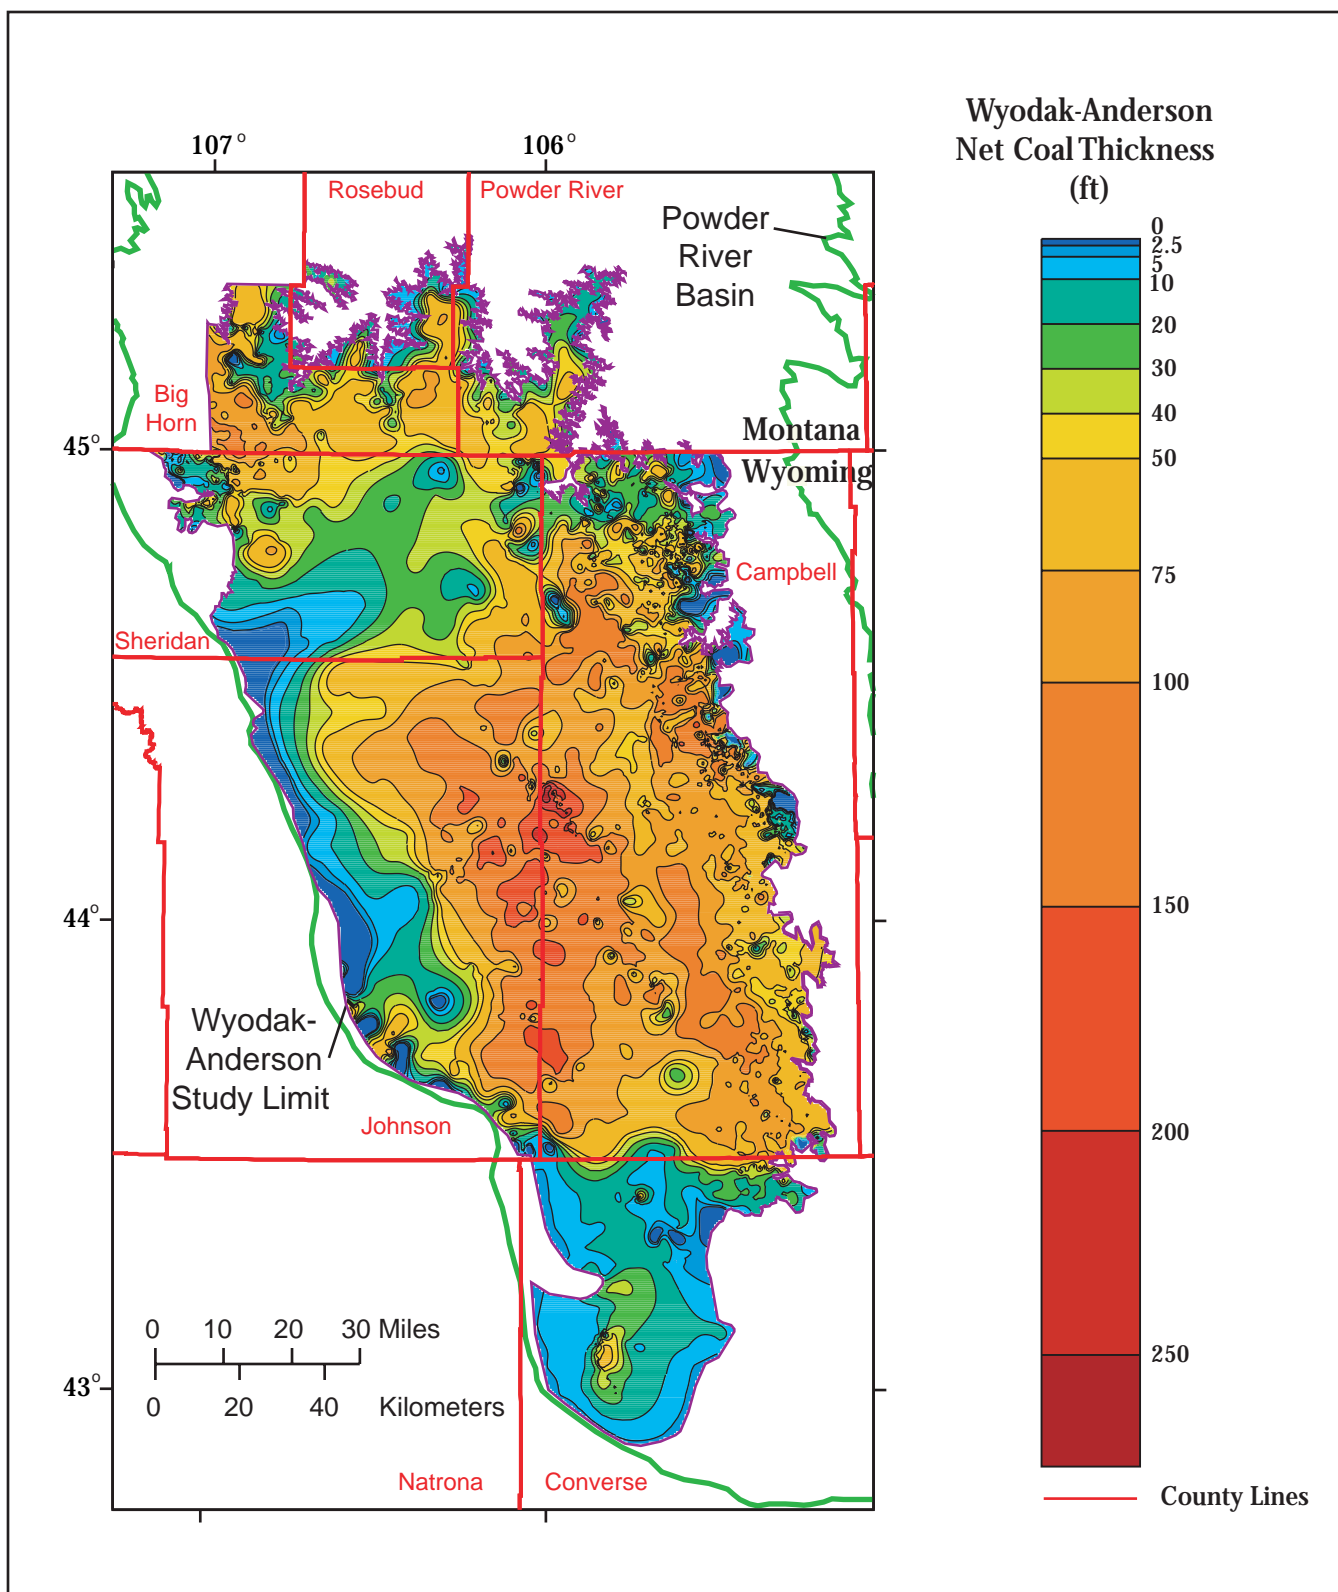 Wyodak-Anderson
Net Coal Thickness
(ft)
107°
106°
Rosebud
Powder River
Powder
River
Basin
0
2.5
5
10
20
30
40
50
75
100
150
200
250
Big
Horn
45°
Montana
Wyoming
Campbell
Sheridan
44°
Wyodak-
Anderson
Study Limit
Johnson
0 10 20 30 Miles
0 20 40 Kilometers
43°
Natrona
Converse
County Lines